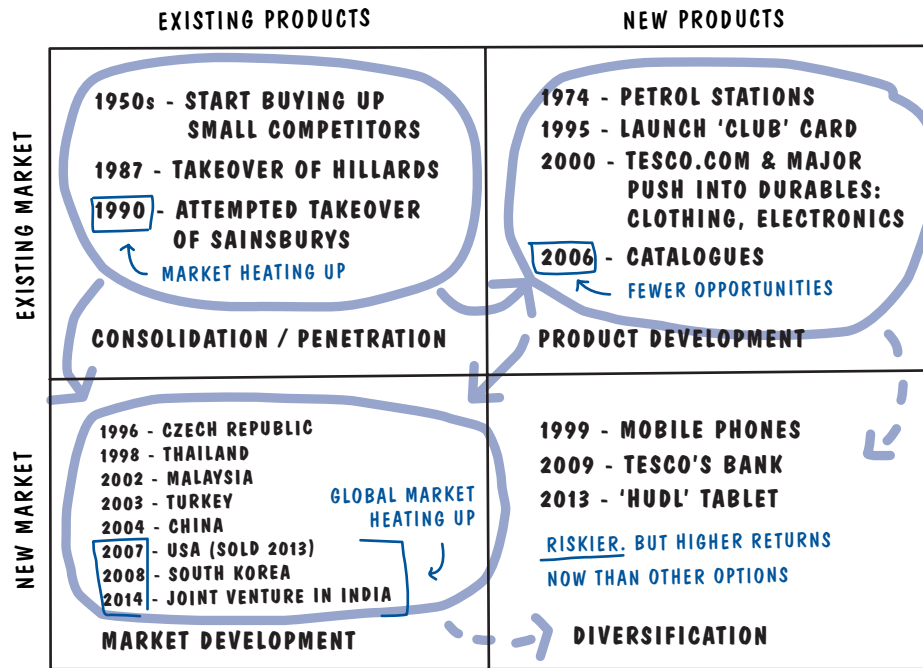 EXISTING PRODUCTS
NEW PRODUCTS
EXISTING MARKET
1950s - START BUYING UP
SMALL COMPETITORS
1987 - TAKEOVER OF HILLARDS
1990 - ATTEMPTED TAKEOVER
OF SAINSBURYS
MARKET HEATING UP
CONSOLIDATION / PENETRATION
1974 - PETROL STATIONS
1995 - LAUNCH 'CLUB' CARD
2000 - TESCO.COM & MAJOR
PUSH INTO DURABLES:
CLOTHING, ELECTRONICS
2006 - CATALOGUES
FEWER OPPORTUNITIES
PRODUCT DEVELOPMENT
NEW MARKET
1996 - CZECH REPUBLIC
1998 - THAILAND
2002 - MALAYSIA
2003 - TURKEY
2004 - CHINA
2007 - USA (SOLD 2013)
2008 - SOUTH KOREA
2014 - JOINT VENTURE IN INDIA
GLOBAL MARKET
HEATING UP
MARKET DEVELOPMENT
1999 - MOBILE PHONES
2009 - TESCO'S BANK
2013 - 'HUDL' TABLET
RISKIER. BUT HIGHER RETURNS
NOW THAN OTHER OPTIONS
DIVERSIFICATION